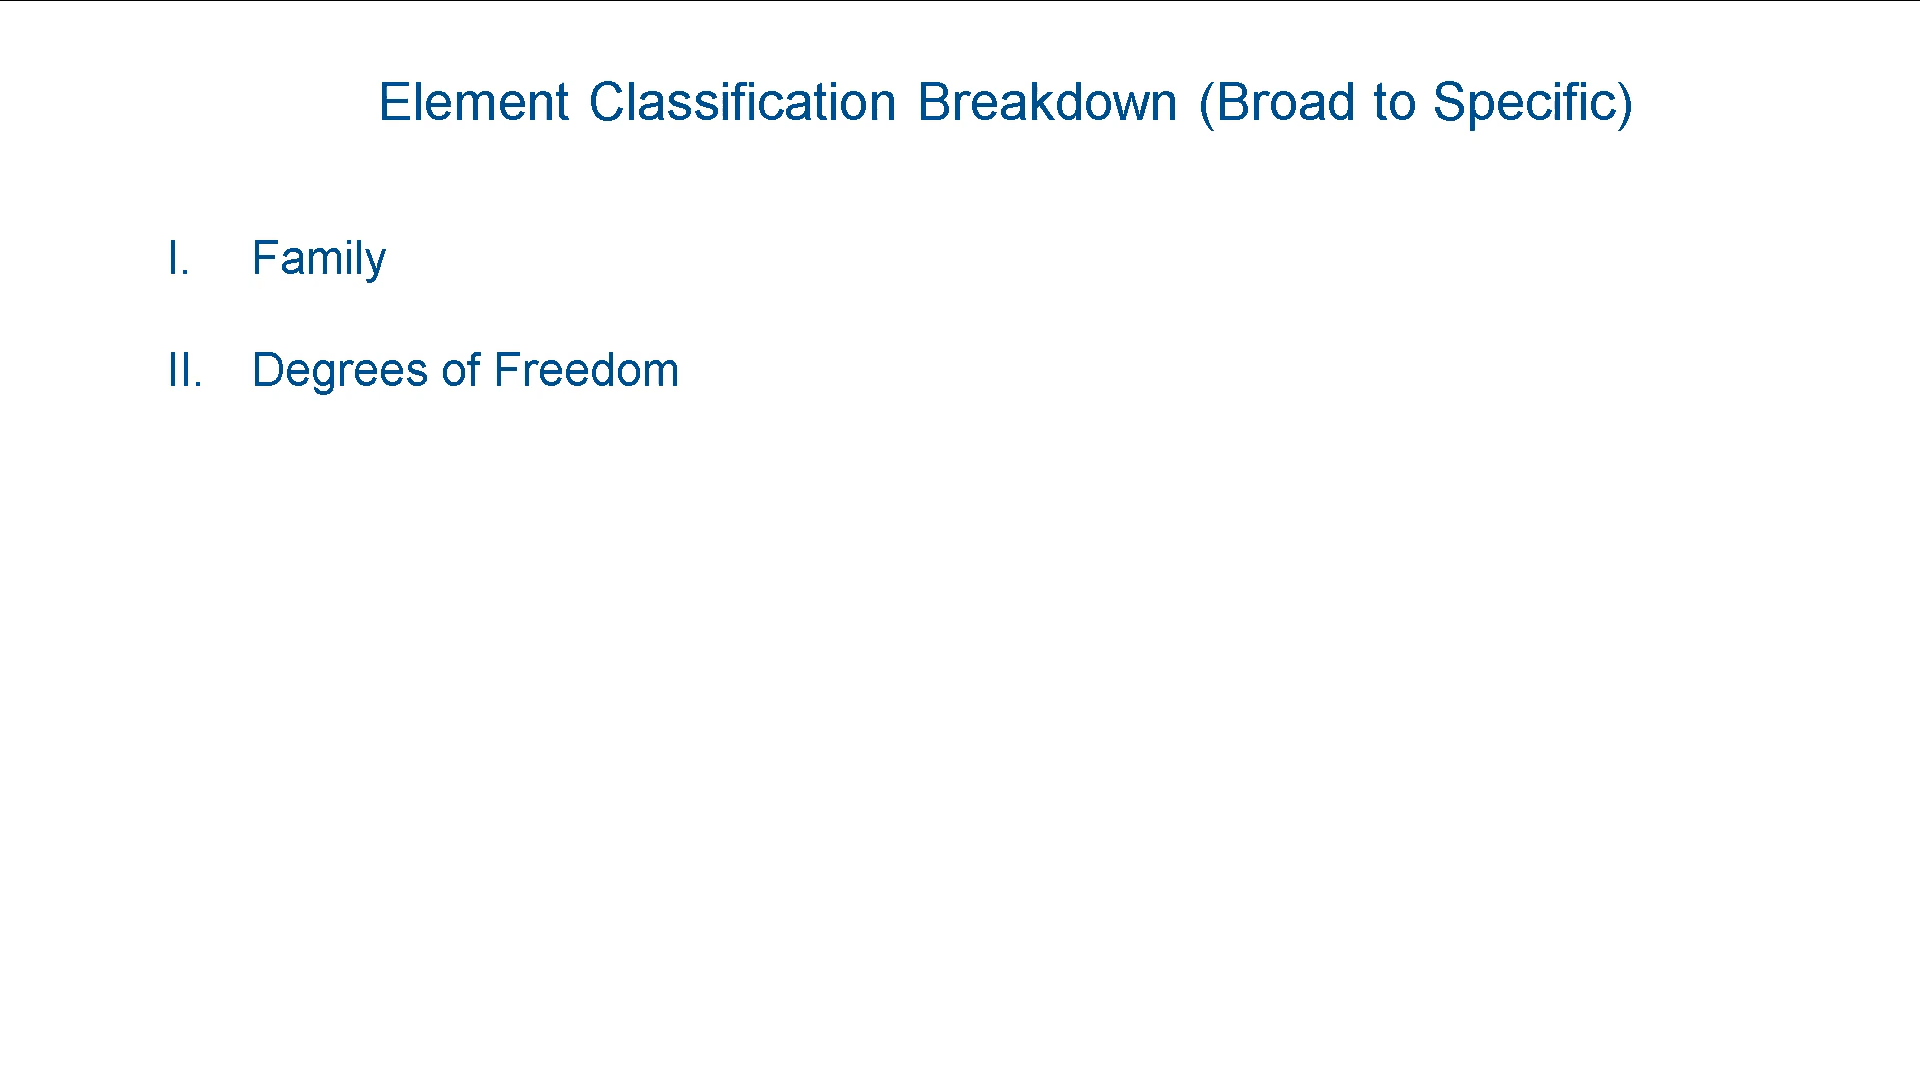 Element Classification Breakdown (Broad to Specific)
I. Family
II. Degrees of Freedom